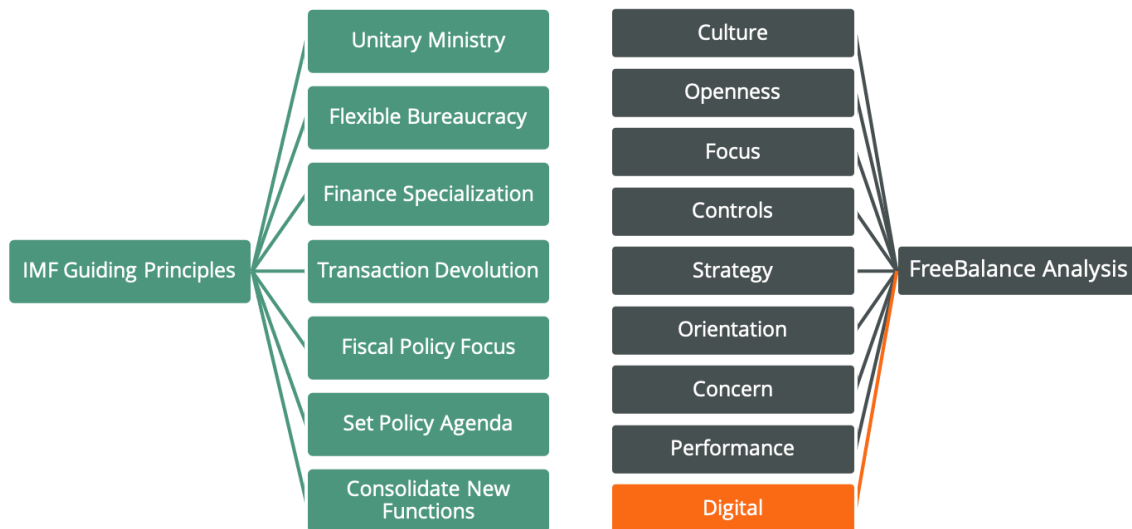 IMF Guiding Principles
Unitary Ministry
Flexible Bureaucracy
Finance Specialization
Transaction Devolution
Fiscal Policy Focus
Set Policy Agenda
Consolidate New
Functions
Culture
Openness
Focus
Controls
Strategy
Orientation
Concern
Performance
Digital
FreeBalance Analysis